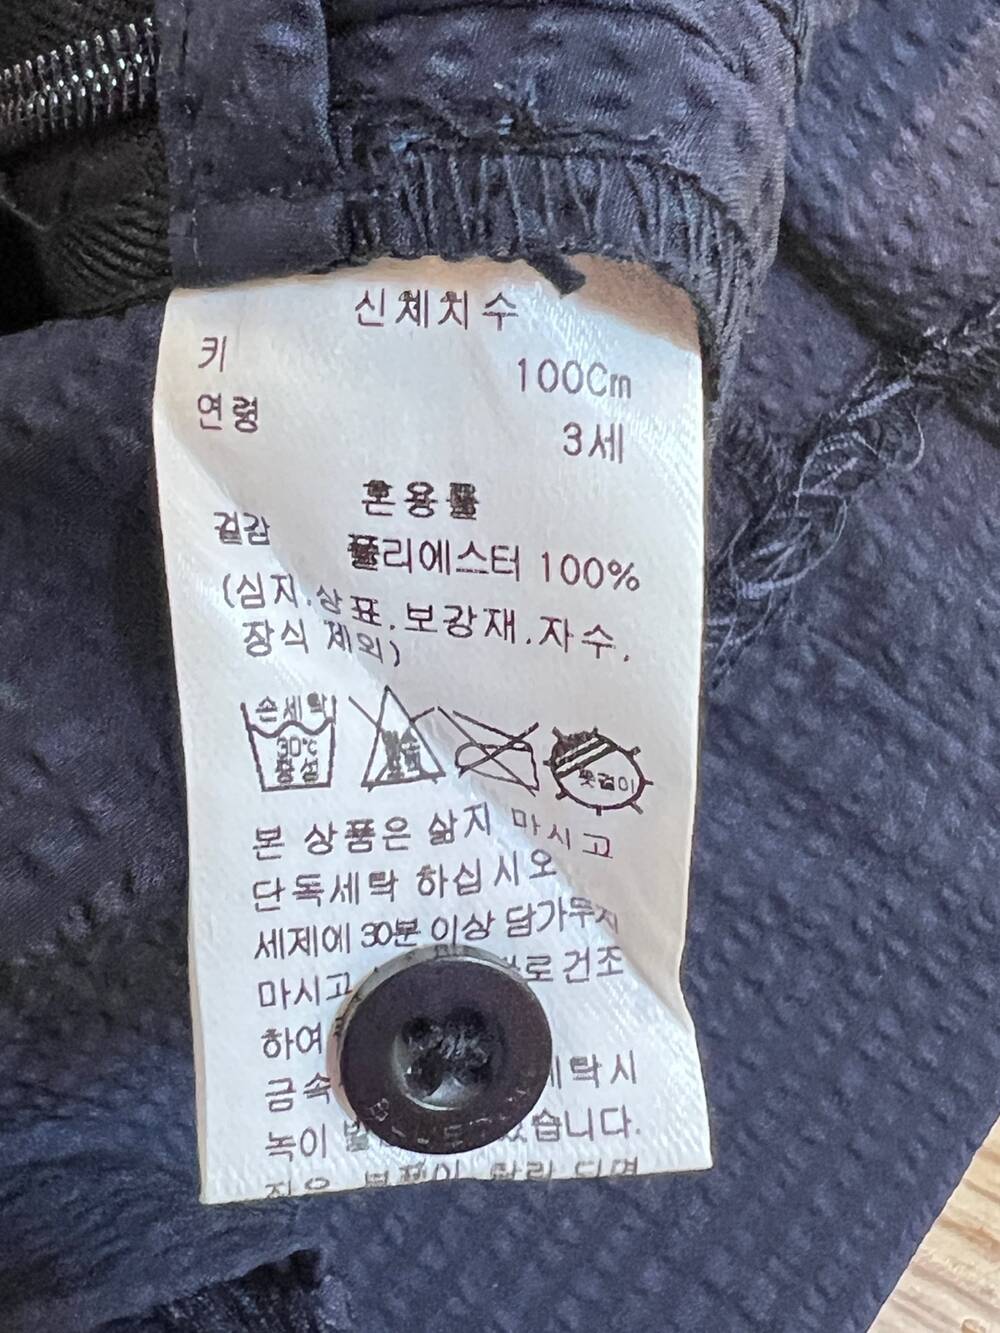 신체치수
키 100Cm
연령 3세
혼용률
겉감 폴리에스터 100%
(심지.상표.보강재.자수.
장식 제외)
손세탁
30℃
중성
옷걸이
본 상품은 삶지 마시고
단독세탁 하십시오
세제에 30분 이상 담가두지
마시고 건조
하여
금속 세탁시
녹이 있습니다.